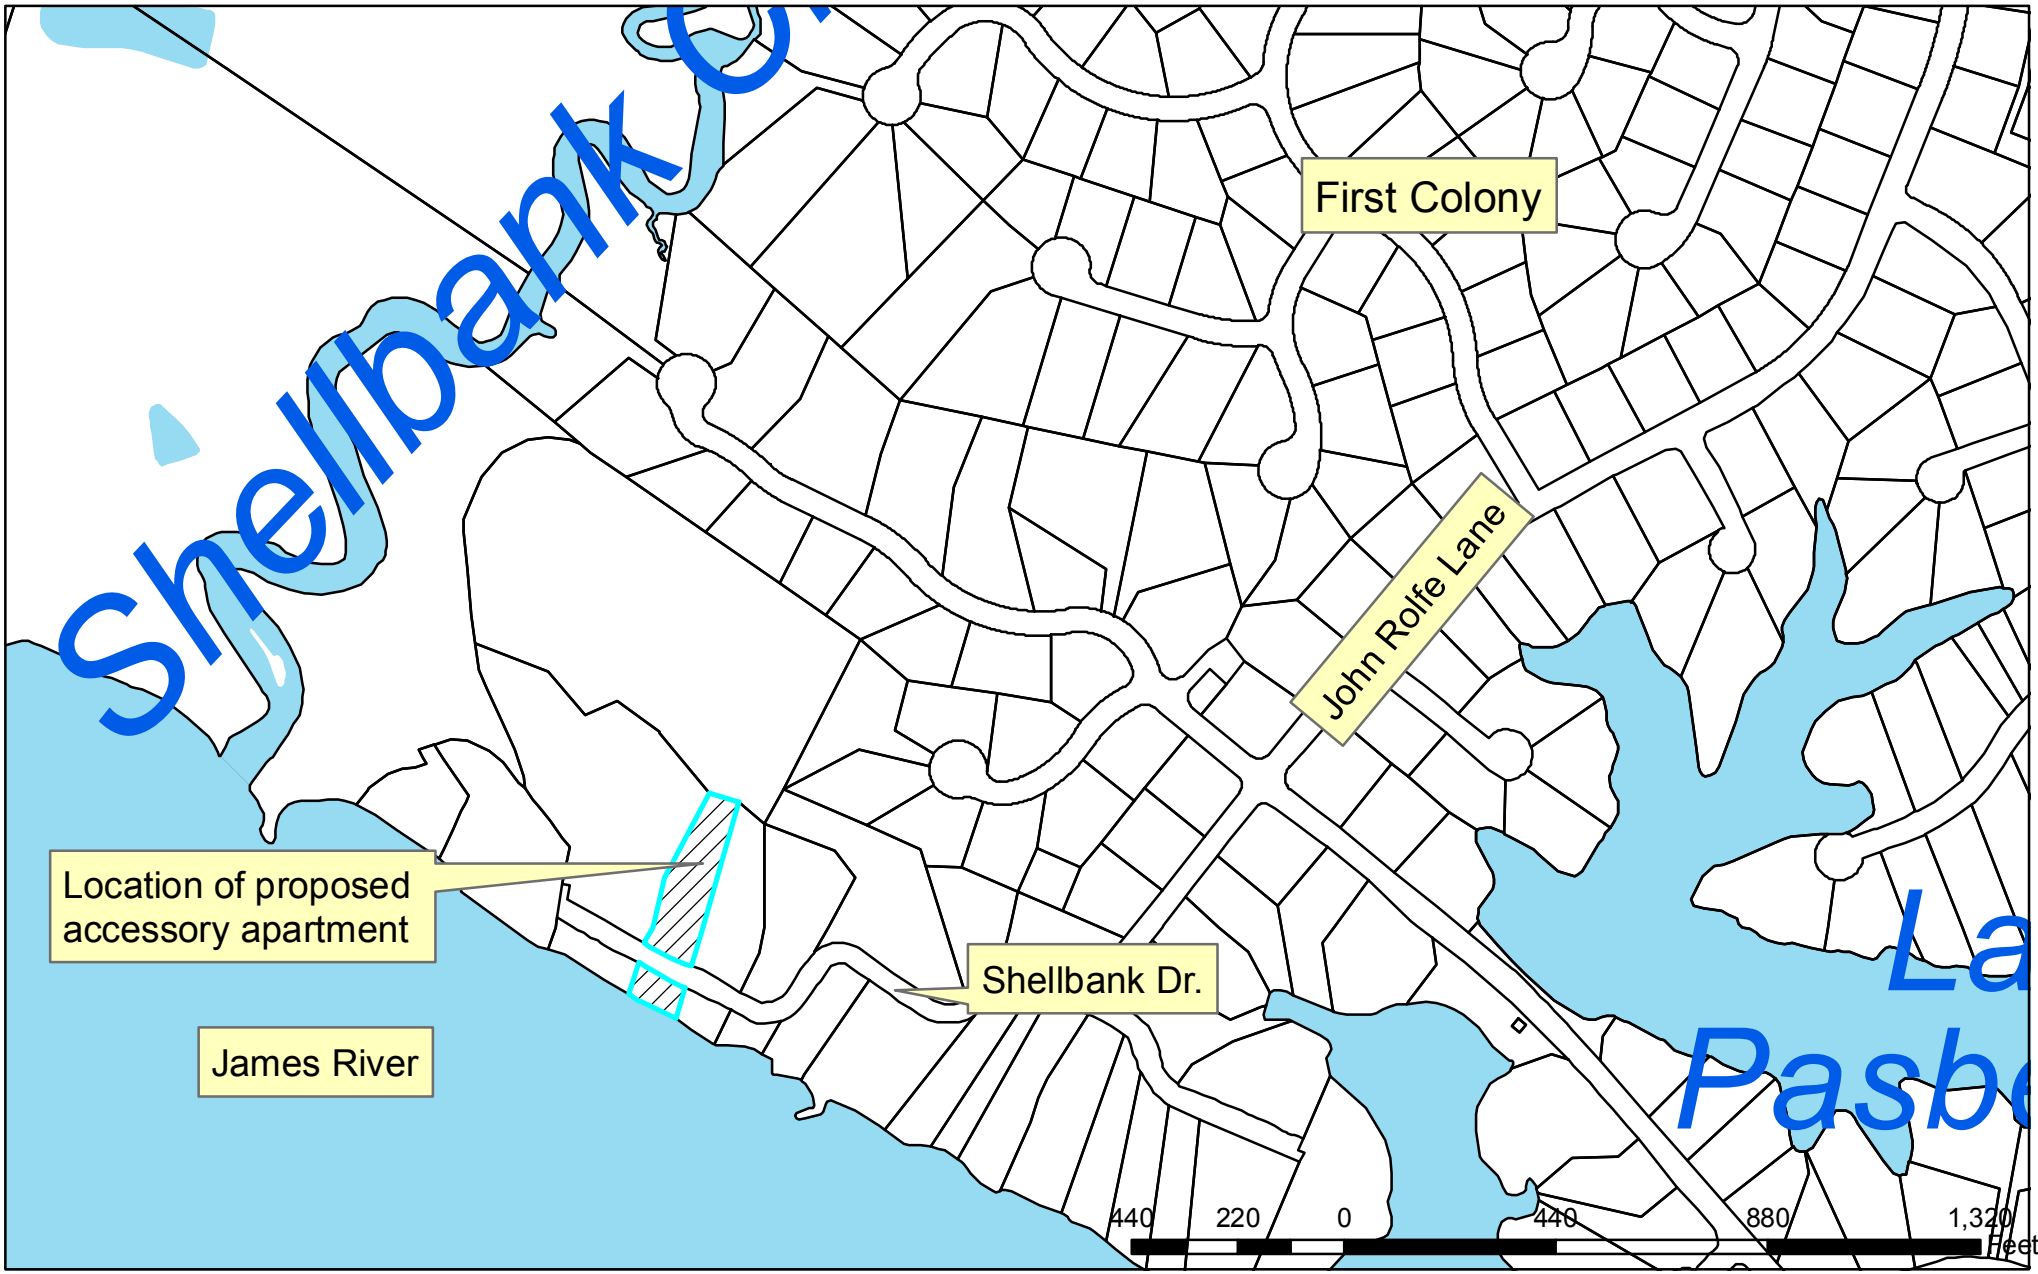 Shellbank
First Colony
John Rolfe Lane
Location of proposed
accessory apartment
Shellbank Dr.
James River
La
Pasbe
440 220 0 440 880 1,320
Feet